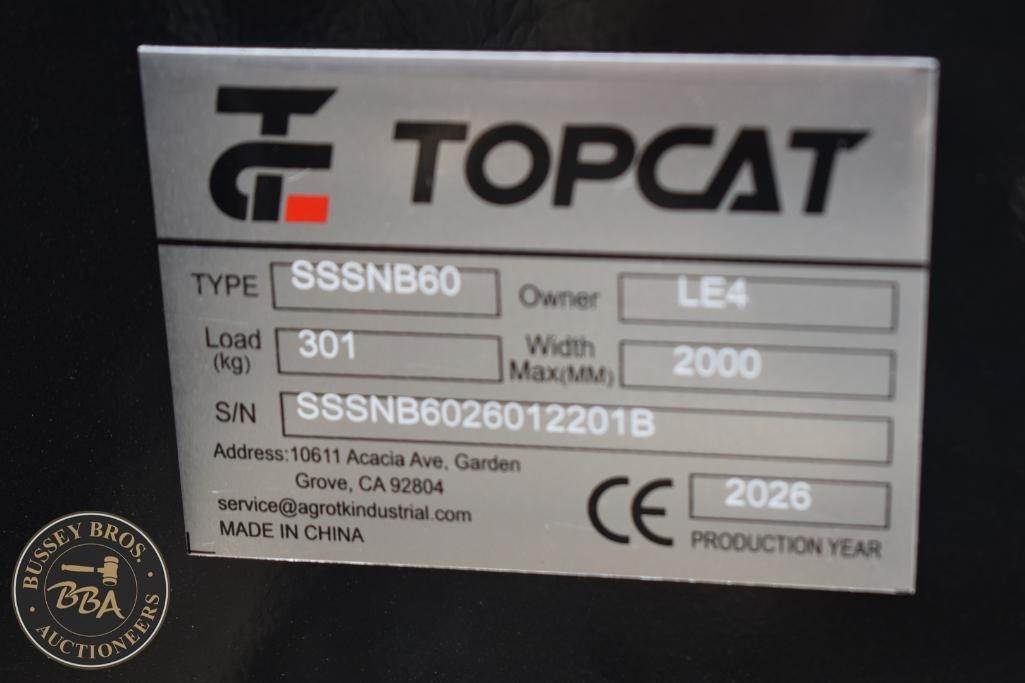 TOPCAT
TYPE SSSNB60 Owner LE4
Load (kg) 301 Width Max(MM) 2000
S/N SSSNB6026012201B
Address:10611 Acacia Ave, Garden
Grove, CA 92804
service@agrotkindustrial.com
MADE IN CHINA
CE 2026
PRODUCTION YEAR
BUSSEY BROS.
BBA
AUCTIONEERS